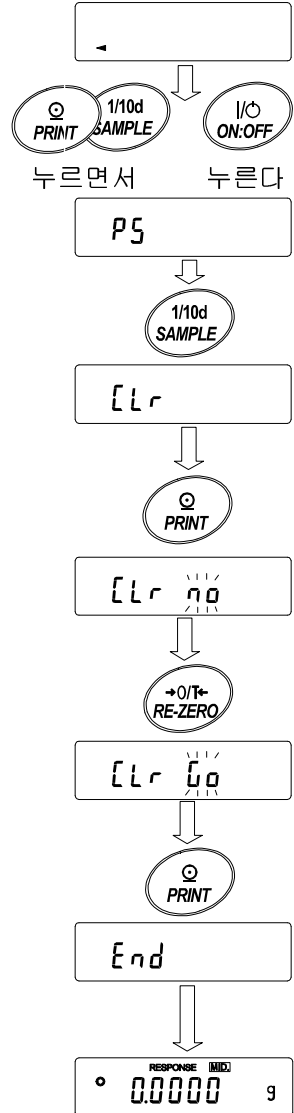 ◄
PRINT 1/10d SAMPLE I/⏻ ON:OFF
누르면서 누른다
PS
1/10d
SAMPLE
CLr
PRINT
CLr no
→0/T←
RE-ZERO
CLr Go
PRINT
End
RESPONSE MID.
0.0000 g